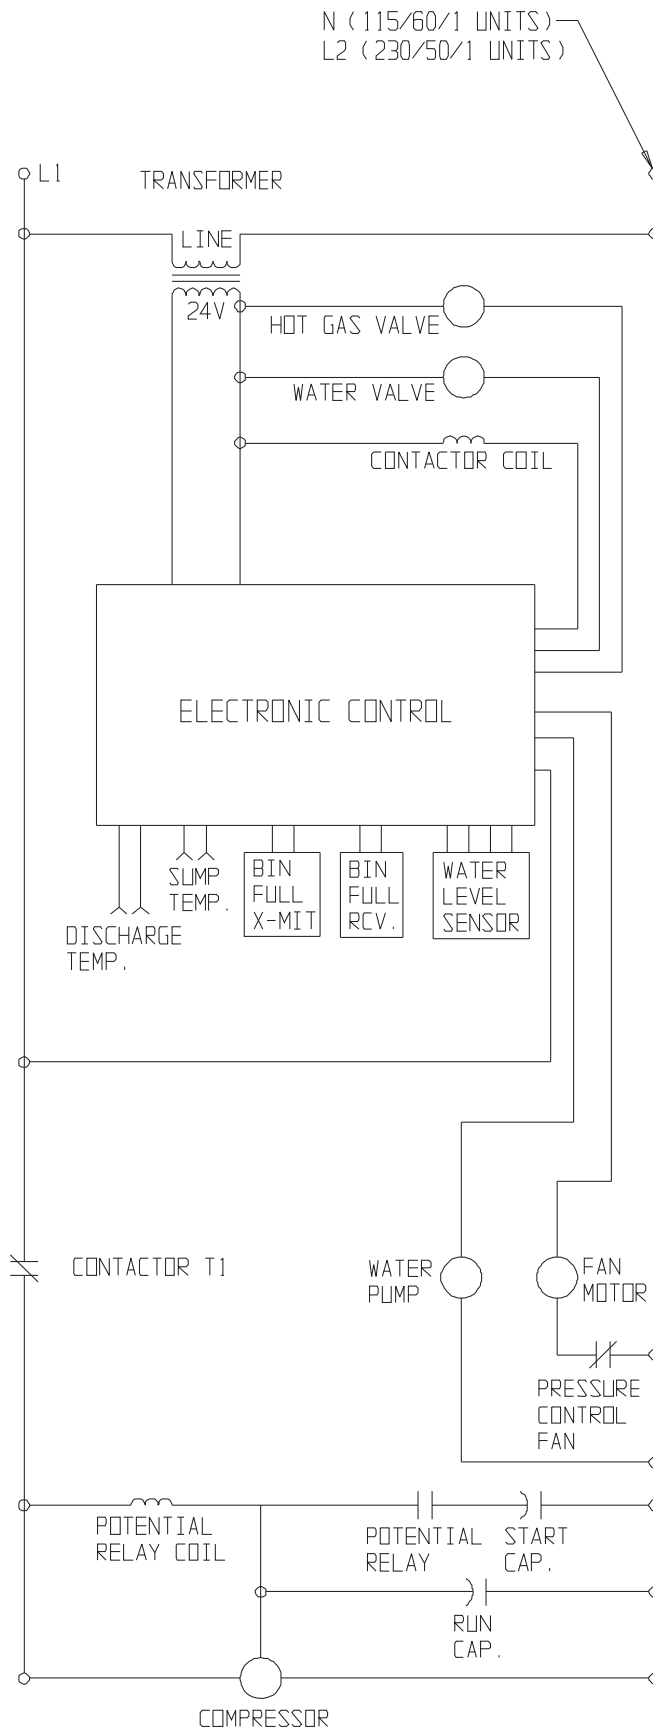 N (115/60/1 UNITS)
L2 (230/50/1 UNITS)
L1
TRANSFORMER
LINE
24V
HOT GAS VALVE
WATER VALVE
CONTACTOR COIL
ELECTRONIC CONTROL
DISCHARGE
TEMP.
SUMP
TEMP.
BIN
FULL
X-MIT
BIN
FULL
RCV.
WATER
LEVEL
SENSOR
CONTACTOR T1
WATER
PUMP
FAN
MOTOR
PRESSURE
CONTROL
FAN
POTENTIAL
RELAY COIL
POTENTIAL
RELAY
START
CAP.
RUN
CAP.
COMPRESSOR